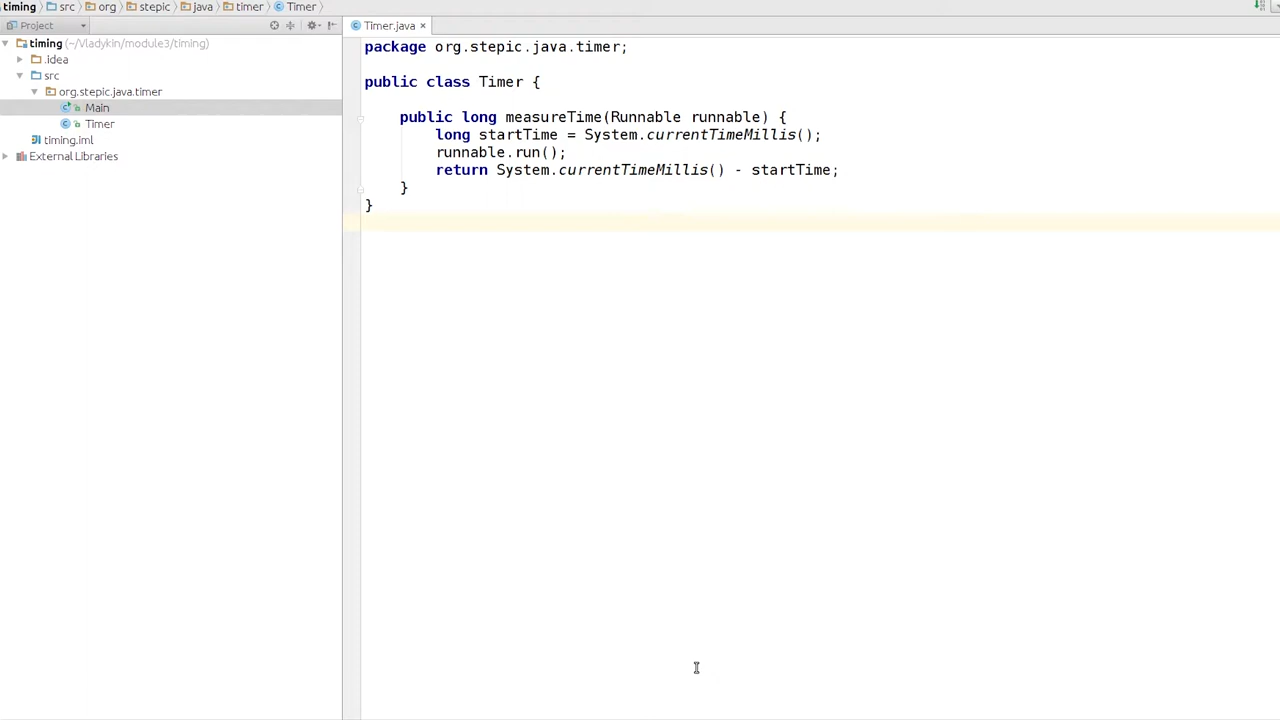 timing src org stepic java timer Timer
Project
Timer.java
timing (~/Vladykin/module3/timing)
.idea
src
org.stepic.java.timer
Main
Timer
timing.iml
External Libraries
package org.stepic.java.timer;
public class Timer {
public long measureTime(Runnable runnable) {
long startTime = System.currentTimeMillis();
runnable.run();
return System.currentTimeMillis() - startTime;
}
}